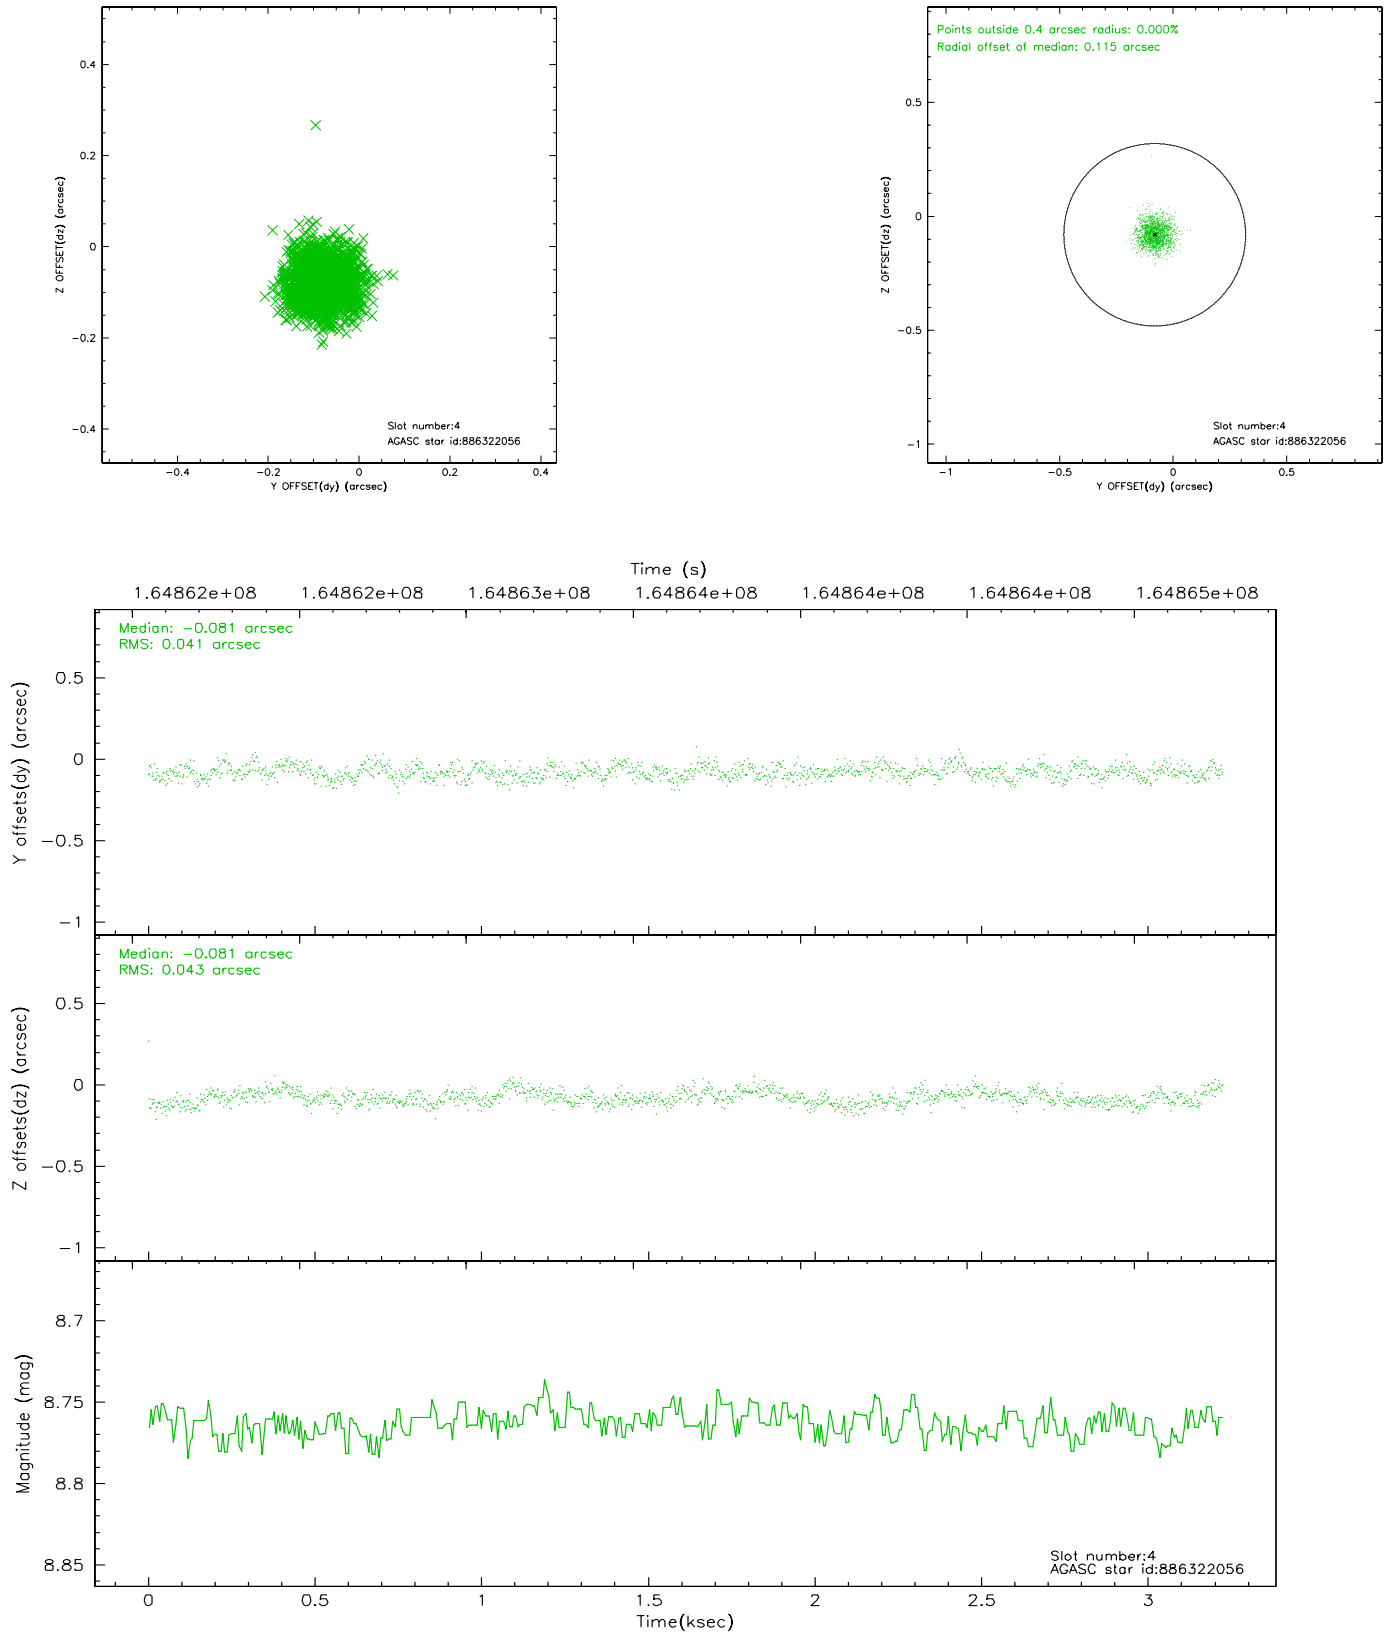 0.4
0.2
0
−0.2
−0.4
Z OFFSET(dz) (arcsec)
Slot number:4
AGASC star id:886322056
−0.4 −0.2 0 0.2 0.4
Y OFFSET(dy) (arcsec)
Points outside 0.4 arcsec radius: 0.000%
Radial offset of median: 0.115 arcsec
0.5
0
−0.5
−1
Z OFFSET(dz) (arcsec)
Slot number:4
AGASC star id:886322056
−1 −0.5 0 0.5
Y OFFSET(dy) (arcsec)
Time (s)
1.64862e+08 1.64862e+08 1.64863e+08 1.64864e+08 1.64864e+08 1.64864e+08 1.64865e+08
Median: −0.081 arcsec
RMS: 0.041 arcsec
0.5
0
−0.5
−1
Y offsets(dy) (arcsec)
Median: −0.081 arcsec
RMS: 0.043 arcsec
0.5
0
−0.5
−1
Z offsets(dz) (arcsec)
8.7
8.75
8.8
8.85
Magnitude (mag)
Slot number:4
AGASC star id:886322056
0 0.5 1 1.5 2 2.5 3
Time(ksec)